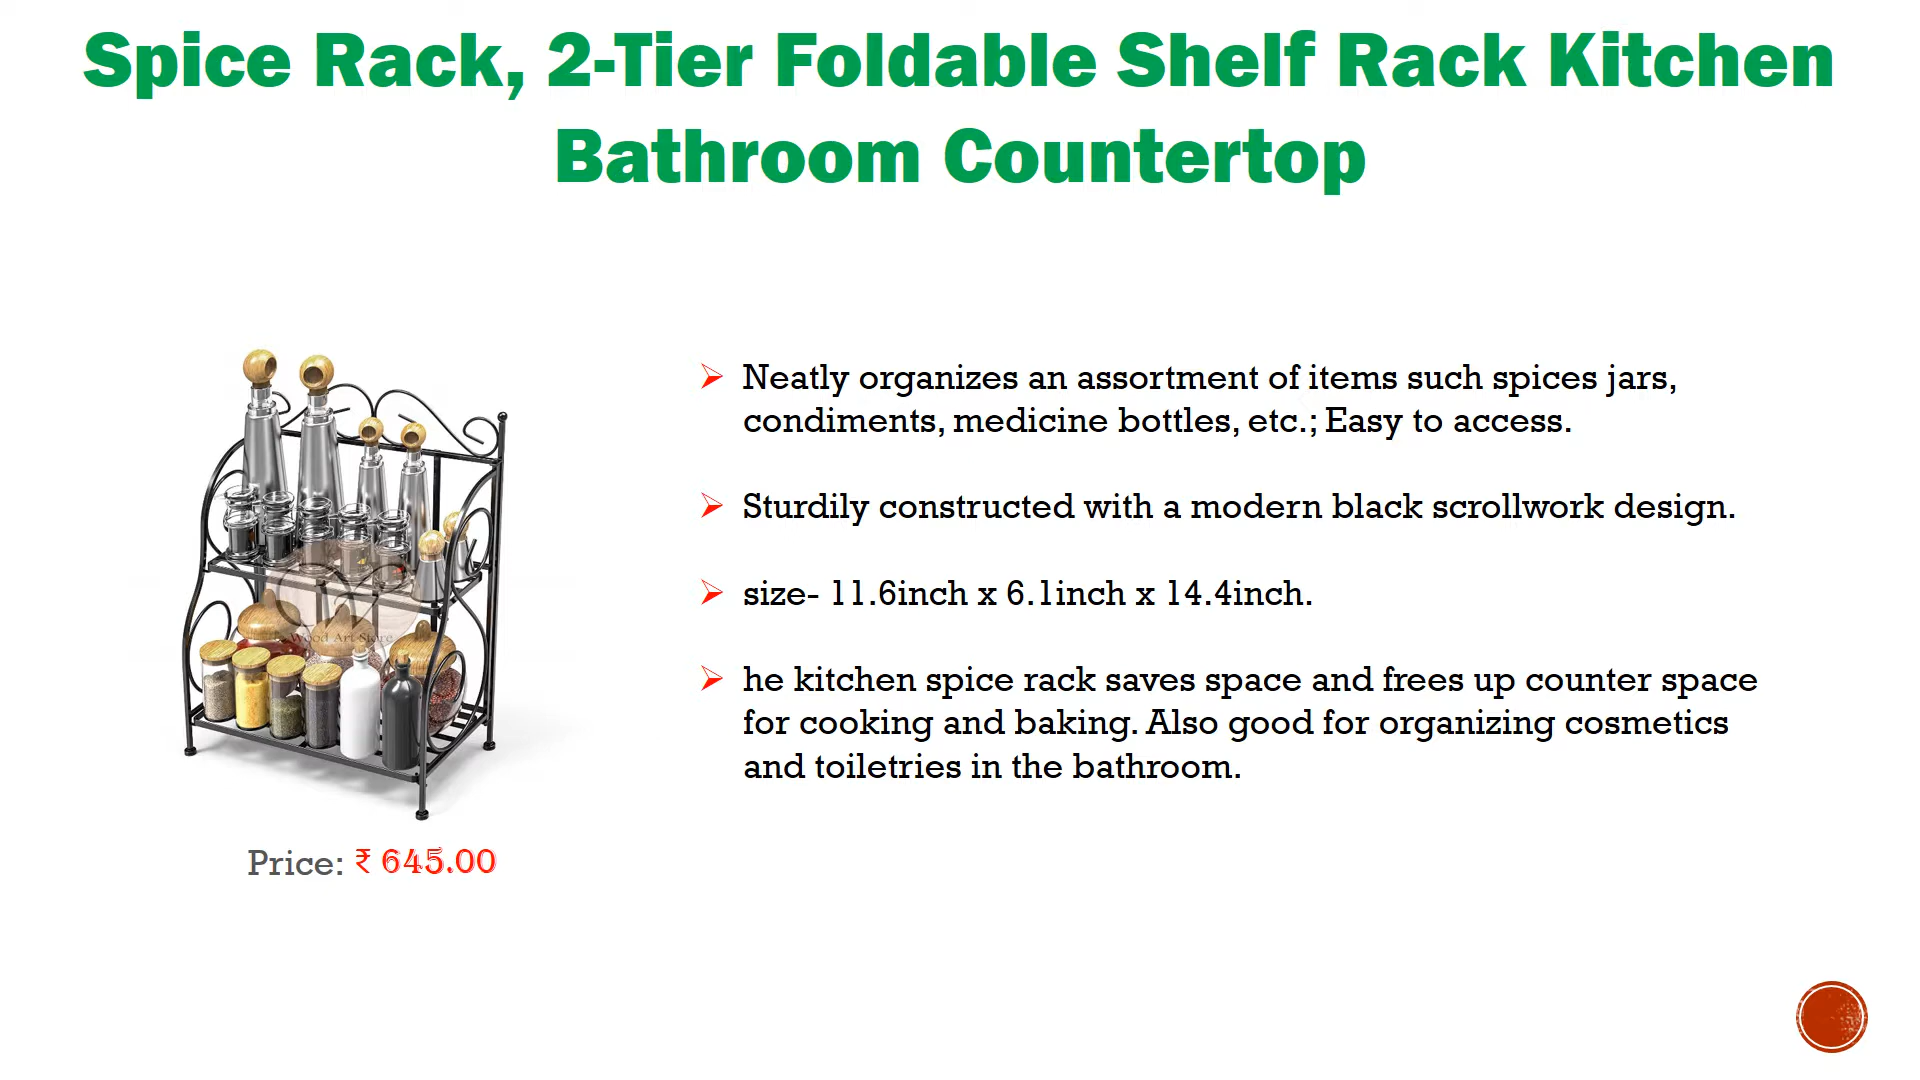 Spice Rack, 2-Tier Foldable Shelf Rack Kitchen
Bathroom Countertop
Neatly organizes an assortment of items such spices jars,
condiments, medicine bottles, etc.; Easy to access.
Sturdily constructed with a modern black scrollwork design.
size- 11.6inch x 6.1inch x 14.4inch.
he kitchen spice rack saves space and frees up counter space
for cooking and baking. Also good for organizing cosmetics
and toiletries in the bathroom.
Wood Art Store
Price: ₹ 645.00